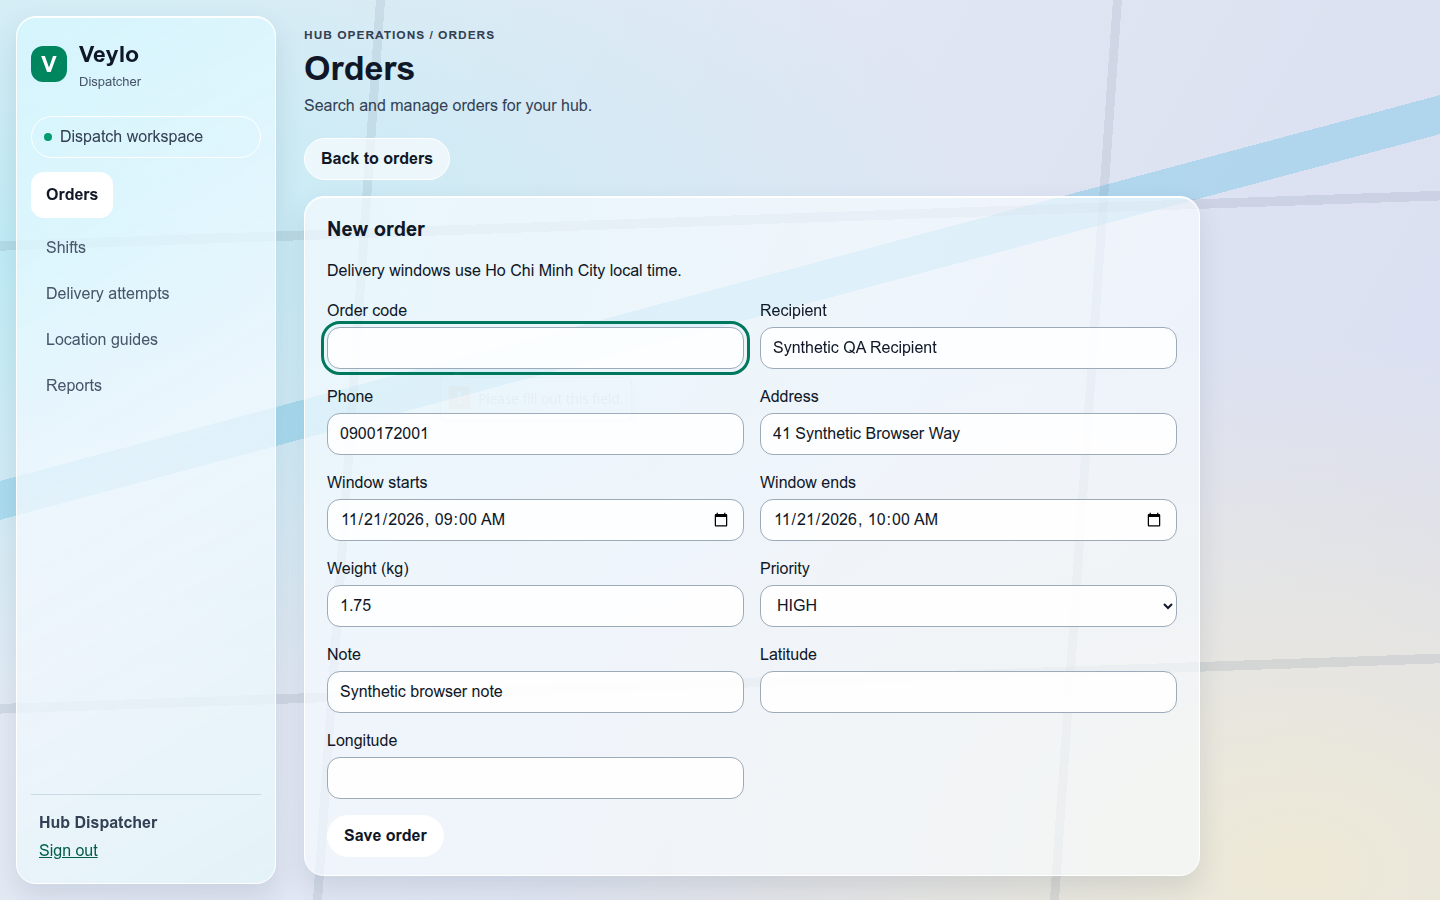 V
Veylo
Dispatcher
Dispatch workspace
Orders
Shifts
Delivery attempts
Location guides
Reports
Hub Dispatcher
Sign out
HUB OPERATIONS / ORDERS
Orders
Search and manage orders for your hub.
Back to orders
New order
Delivery windows use Ho Chi Minh City local time.
Order code
Recipient
Synthetic QA Recipient
Please fill out this field.
Phone
Address
0900172001
41 Synthetic Browser Way
Window starts
Window ends
11/21/2026, 09:00 AM
11/21/2026, 10:00 AM
Weight (kg)
Priority
1.75
HIGH
Note
Latitude
Synthetic browser note
Longitude
Save order